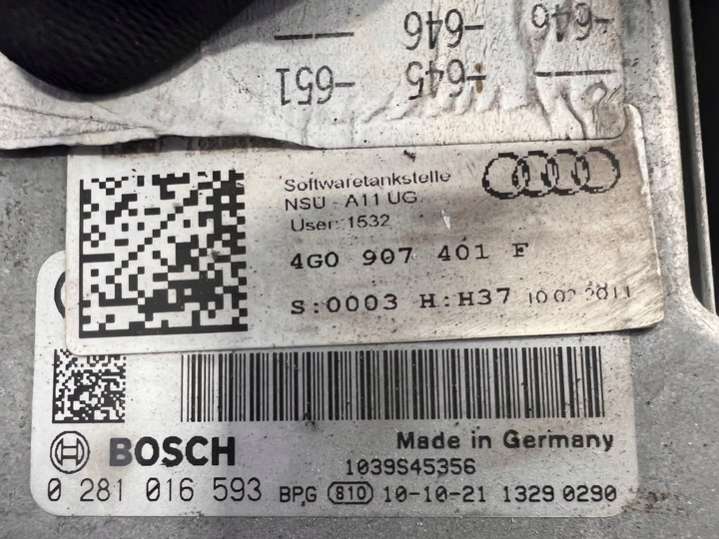 -651 -645 —
— -646 -646
Softwaretankstelle
NSU - A11 UG
User: 1532
4G0 907 401 F
S:0003 H:H37
BOSCH
Made in Germany
1039S45356
0 281 016 593 BPG 810 10-10-21 1329 0290